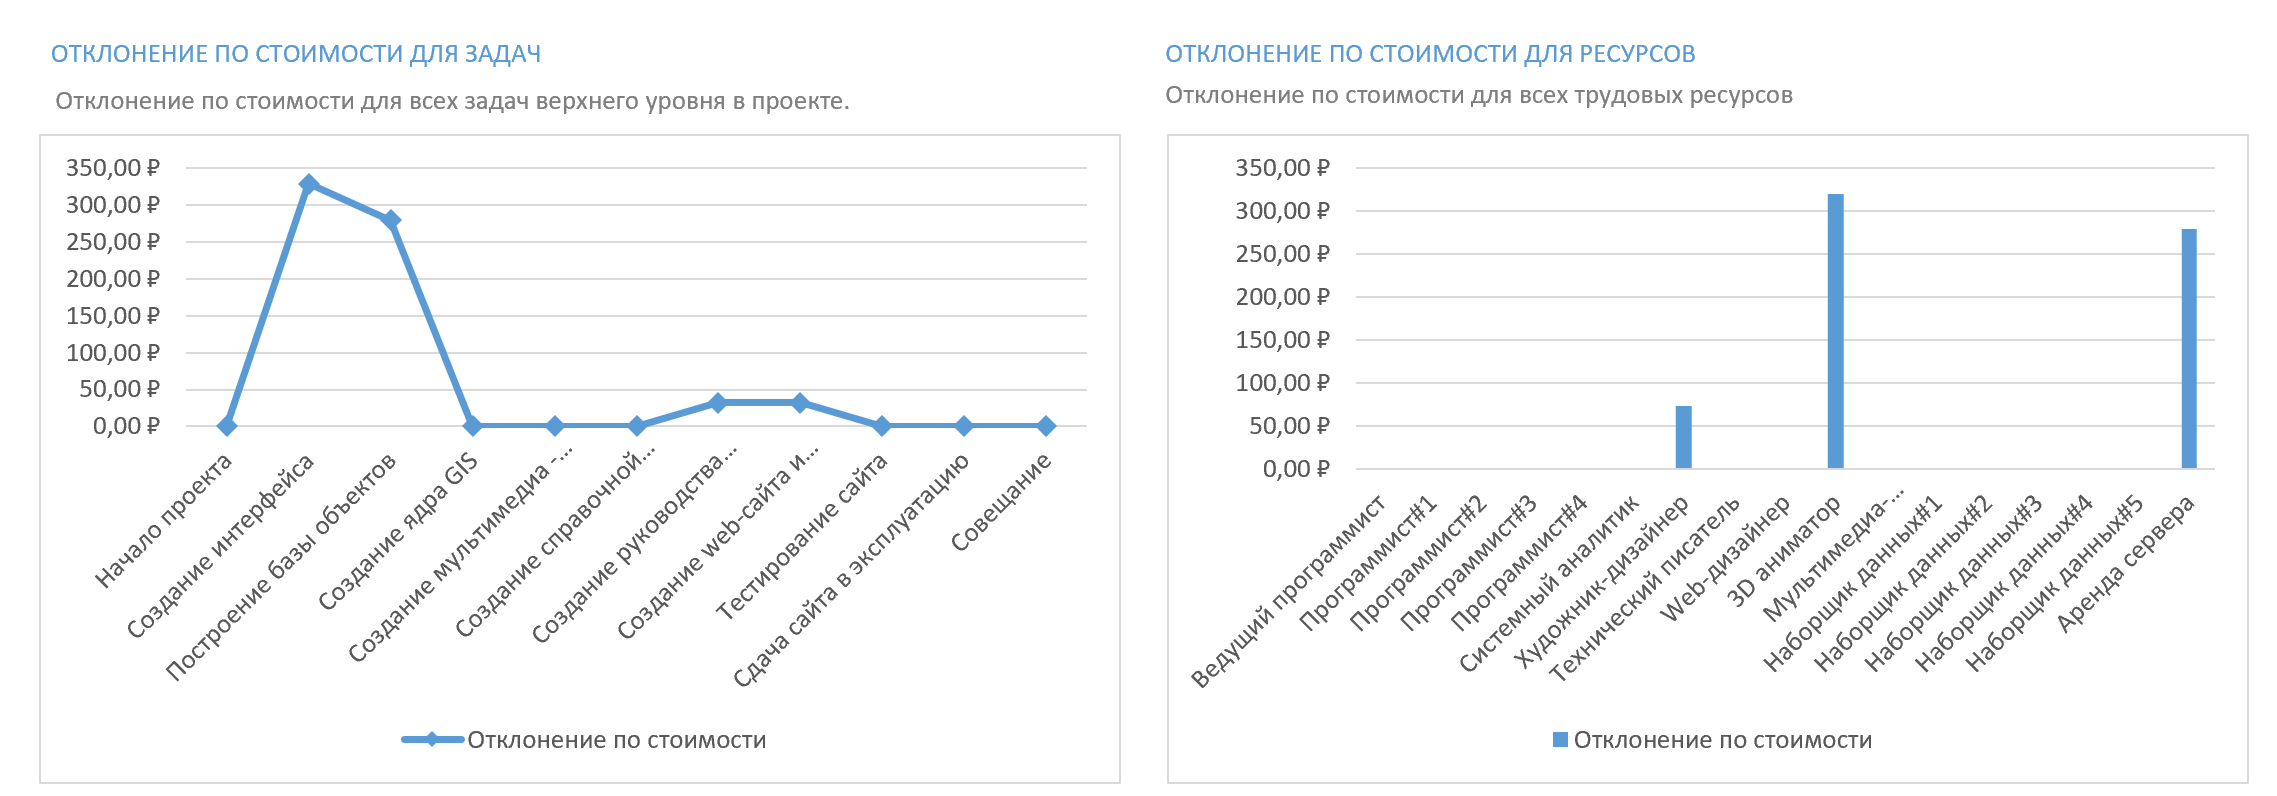 ОТКЛОНЕНИЕ ПО СТОИМОСТИ ДЛЯ ЗАДАЧ
Отклонение по стоимости для всех задач верхнего уровня в проекте.
350,00 ₽
300,00 ₽
250,00 ₽
200,00 ₽
150,00 ₽
100,00 ₽
50,00 ₽
0,00 ₽
Начало проекта
Создание интерфейса
Построение базы объектов
Создание ядра GIS
Создание мультимедиа -...
Создание справочной...
Создание руководства...
Создание web-сайта и...
Тестирование сайта
Сдача сайта в эксплуатацию
Совещание
Отклонение по стоимости
ОТКЛОНЕНИЕ ПО СТОИМОСТИ ДЛЯ РЕСУРСОВ
Отклонение по стоимости для всех трудовых ресурсов
350,00 ₽
300,00 ₽
250,00 ₽
200,00 ₽
150,00 ₽
100,00 ₽
50,00 ₽
0,00 ₽
Ведущий программист
Программист#1
Программист#2
Программист#3
Программист#4
Системный аналитик
Художник-дизайнер
Технический писатель
Web-дизайнер
3D аниматор
Мультимедиа-...
Наборщик данных#1
Наборщик данных#2
Наборщик данных#3
Наборщик данных#4
Наборщик данных#5
Аренда сервера
Отклонение по стоимости